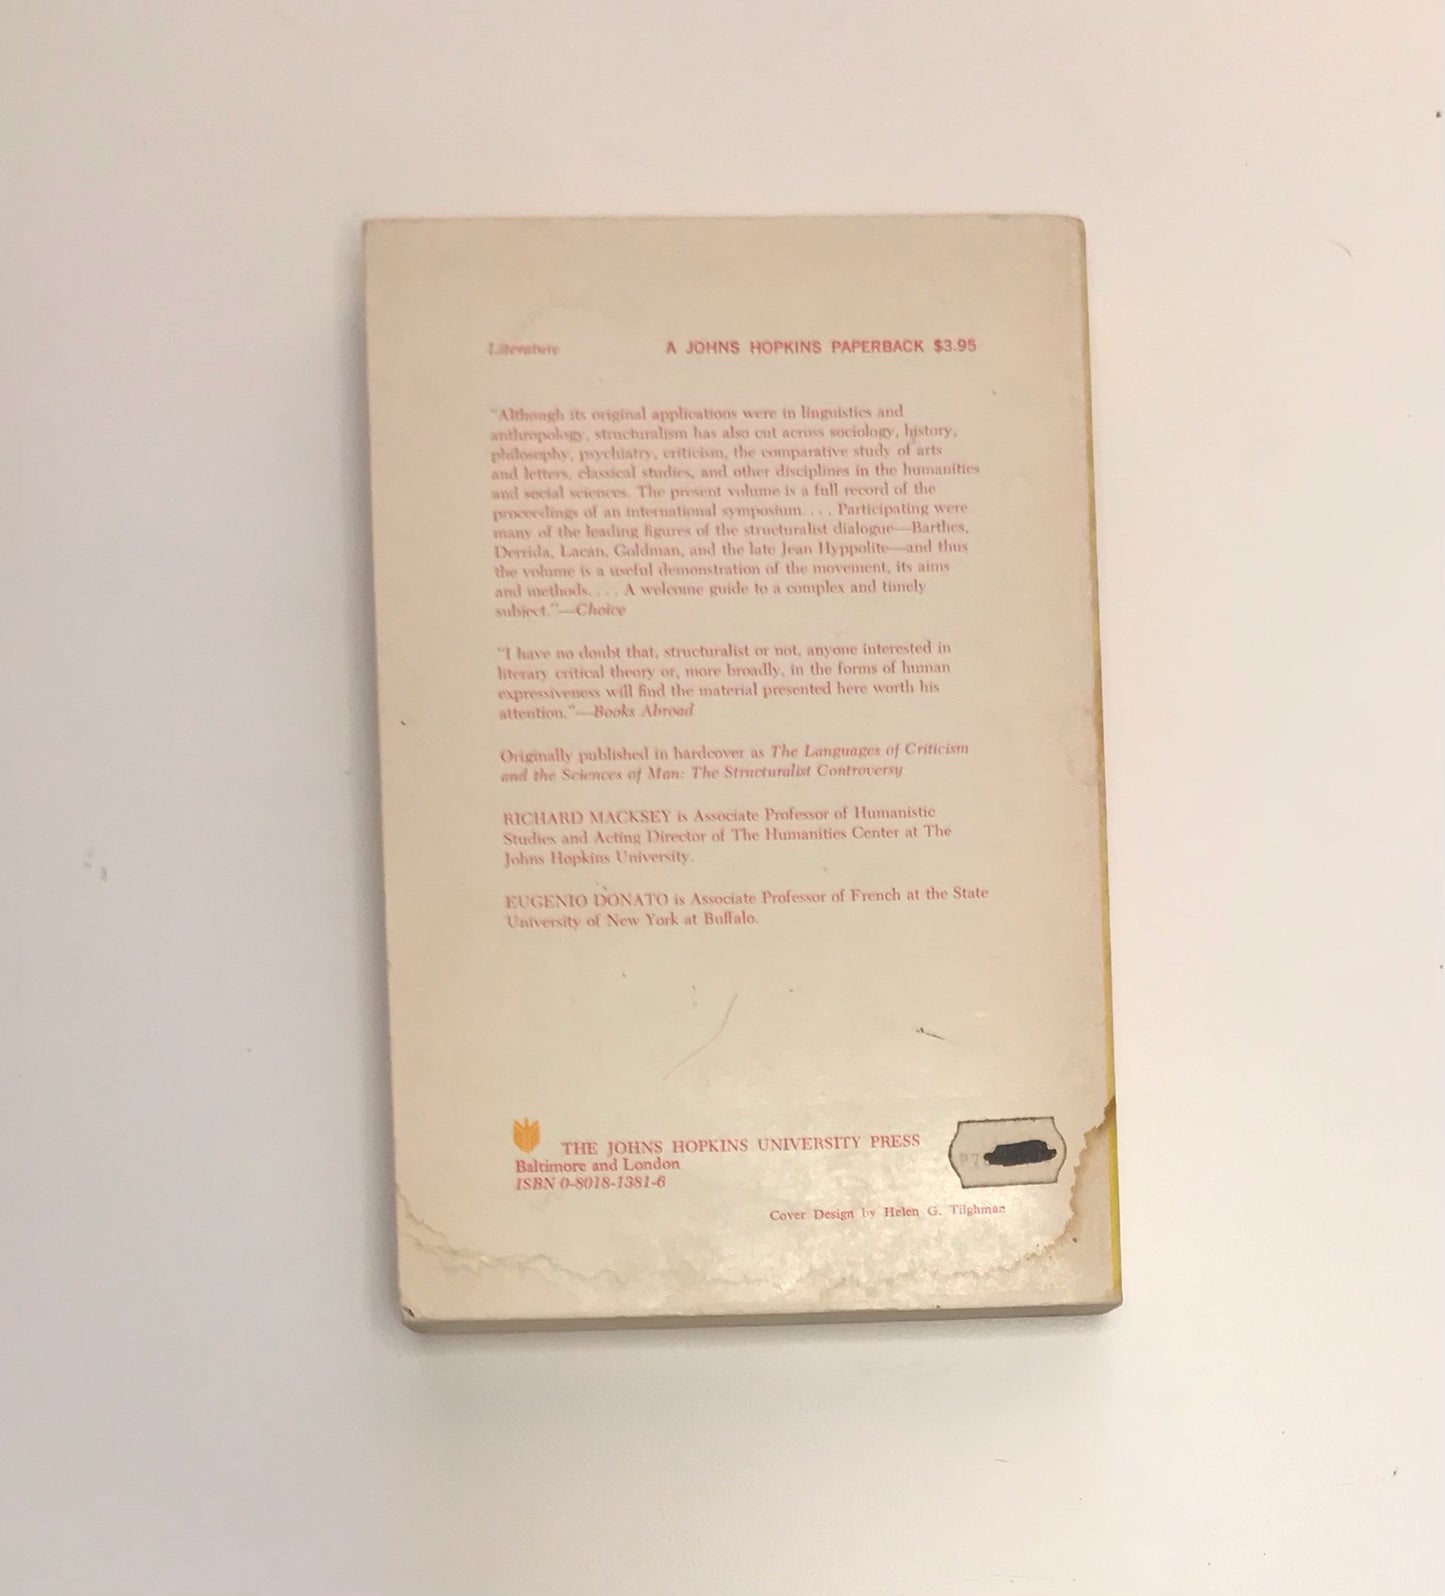 Literature A JOHNS HOPKINS PAPERBACK $3.95
"Although its original applications were in linguistics and
anthropology, structuralism has also cut across sociology, history,
philosophy, psychiatry, criticism, the comparative study of arts
and letters, classical studies, and other disciplines in the humanities
and social sciences. The present volume is a full record of the
proceedings of an international symposium. . . . Participating were
many of the leading figures of the structuralist dialogue—Barthes,
Derrida, Lacan, Goldman, and the late Jean Hyppolite—and thus
the volume is a useful demonstration of the movement, its aims
and methods. . . . A welcome guide to a complex and timely
subject."—Choice
"I have no doubt that, structuralist or not, anyone interested in
literary critical theory or, more broadly, in the forms of human
expressiveness will find the material presented here worth his
attention."—Books Abroad
Originally published in hardcover as The Languages of Criticism
and the Sciences of Man: The Structuralist Controversy
RICHARD MACKSEY is Associate Professor of Humanistic
Studies and Acting Director of The Humanities Center at The
Johns Hopkins University.
EUGENIO DONATO is Associate Professor of French at the State
University of New York at Buffalo.
THE JOHNS HOPKINS UNIVERSITY PRESS
Baltimore and London
ISBN 0-8018-1381-6
Cover Design by Helen G. Tilghman